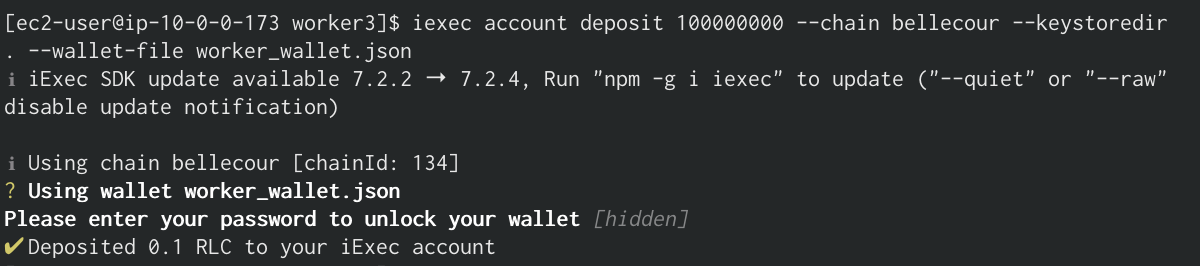 [ec2-user@ip-10-0-0-173 worker3]$ iexec account deposit 100000000 --chain bellecour --keystoredir
. --wallet-file worker_wallet.json
ℹ iExec SDK update available 7.2.2 → 7.2.4, Run "npm -g i iexec" to update ("--quiet" or "--raw"
disable update notification)
ℹ Using chain bellecour [chainId: 134]
? Using wallet worker_wallet.json
Please enter your password to unlock your wallet [hidden]
✔ Deposited 0.1 RLC to your iExec account